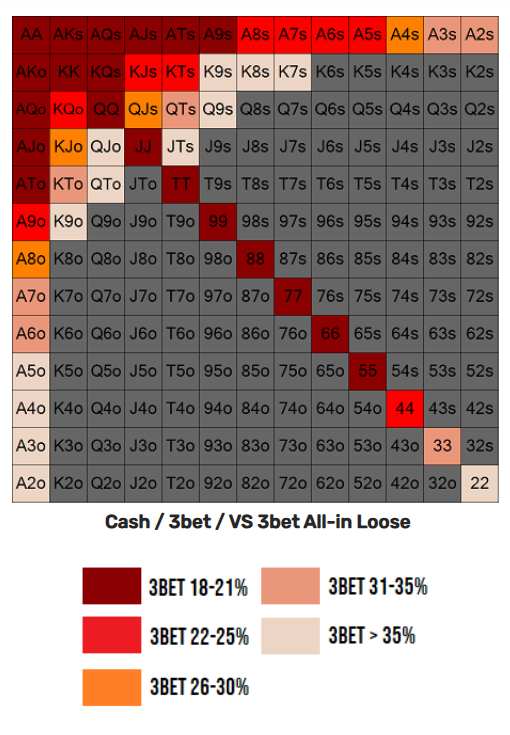 AA AKs AQs AJs ATs A9s A8s A7s A6s A5s A4s A3s A2s
AKo KK KQs KJs KTs K9s K8s K7s K6s K5s K4s K3s K2s
AQo KQo QQ QJs QTs Q9s Q8s Q7s Q6s Q5s Q4s Q3s Q2s
AJo KJo QJo JJ JTs J9s J8s J7s J6s J5s J4s J3s J2s
ATo KTo QTo JTo TT T9s T8s T7s T6s T5s T4s T3s T2s
A9o K9o Q9o J9o T9o 99 98s 97s 96s 95s 94s 93s 92s
A8o K8o Q8o J8o T8o 98o 88 87s 86s 85s 84s 83s 82s
A7o K7o Q7o J7o T7o 97o 87o 77 76s 75s 74s 73s 72s
A6o K6o Q6o J6o T6o 96o 86o 76o 66 65s 64s 63s 62s
A5o K5o Q5o J5o T5o 95o 85o 75o 65o 55 54s 53s 52s
A4o K4o Q4o J4o T4o 94o 84o 74o 64o 54o 44 43s 42s
A3o K3o Q3o J3o T3o 93o 83o 73o 63o 53o 43o 33 32s
A2o K2o Q2o J2o T2o 92o 82o 72o 62o 52o 42o 32o 22
Cash / 3bet / VS 3bet All-in Loose
3BET 18-21% 3BET 31-35%
3BET 22-25% 3BET > 35%
3BET 26-30%